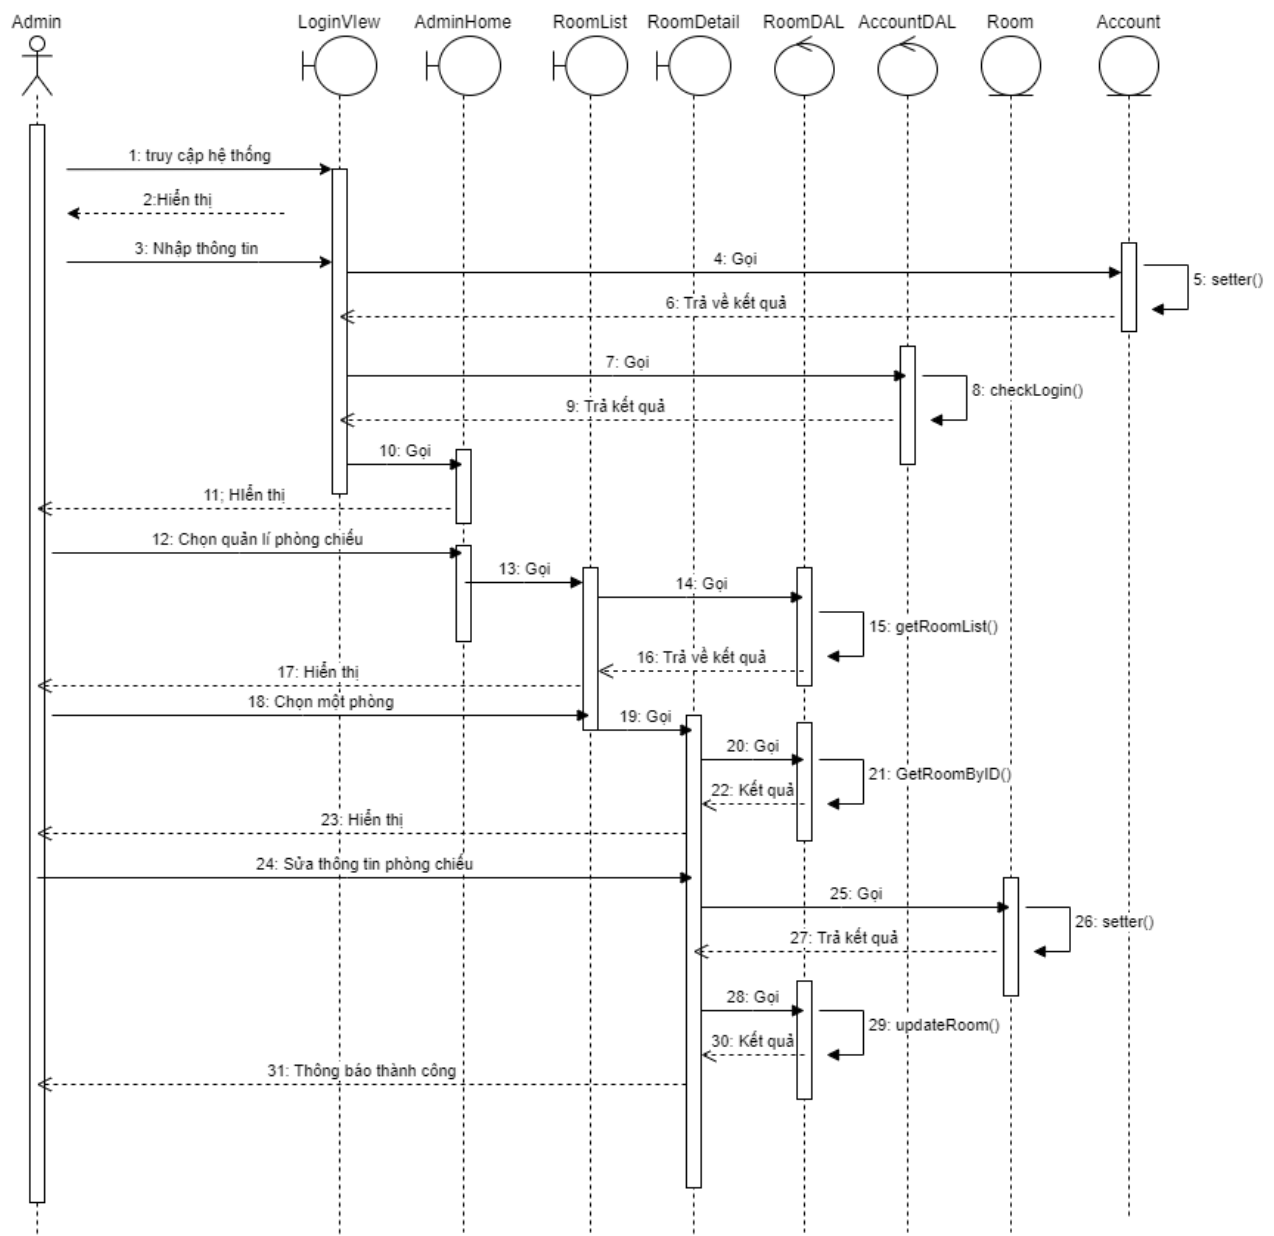 Admin
LoginVIew
AdminHome
RoomList
RoomDetail
RoomDAL
AccountDAL
Room
Account
1: truy cập hệ thống
2:Hiển thị
3: Nhập thông tin
4: Gọi
5: setter()
6: Trả về kết quả
7: Gọi
8: checkLogin()
9: Trả kết quả
10: Gọi
11; HIển thị
12: Chọn quản lí phòng chiếu
13: Gọi
14: Gọi
15: getRoomList()
16: Trả về kết quả
17: Hiển thị
18: Chọn một phòng
19: Gọi
20: Gọi
21: GetRoomByID()
22: Kết quả
23: Hiển thị
24: Sửa thông tin phòng chiếu
25: Gọi
26: setter()
27: Trả kết quả
28: Gọi
29: updateRoom()
30: Kết quả
31: Thông báo thành công